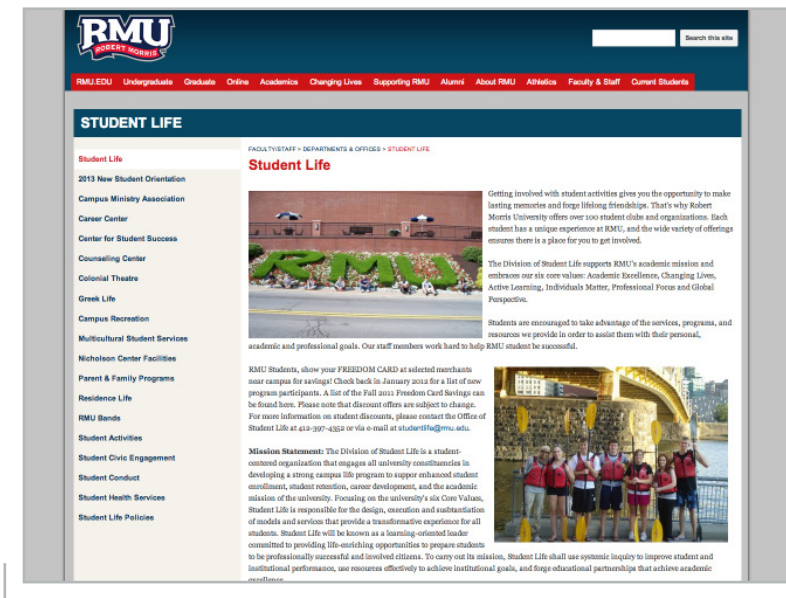 RMU
ROBERT MORRIS
Search this site
RMU.EDU Undergraduate Graduate Online Academics Changing Lives Supporting RMU Alumni About RMU Athletics Faculty & Staff Current Students
STUDENT LIFE
Student Life
2013 New Student Orientation
Campus Ministry Association
Career Center
Center for Student Success
Counseling Center
Colonial Theatre
Greek Life
Campus Recreation
Multicultural Student Services
Nicholson Center Facilities
Parent & Family Programs
Residence Life
RMU Bands
Student Activities
Student Civic Engagement
Student Conduct
Student Health Services
Student Life Policies
FACULTY/STAFF > DEPARTMENTS & OFFICES > STUDENT LIFE
Student Life
RMU
Getting involved with student activities gives you the opportunity to make
lasting memories and forge lifelong friendships. That's why Robert
Morris University offers over 100 student clubs and organizations. Each
student has a unique experience at RMU, and the wide variety of offerings
ensures there is a place for you to get involved.
The Division of Student Life supports RMU's academic mission and
embraces our six core values: Academic Excellence, Changing Lives,
Active Learning, Individuals Matter, Professional Focus and Global
Perspective.
Students are encouraged to take advantage of the services, programs, and
resources we provide in order to assist them with their personal,
academic and professional goals. Our staff members work hard to help RMU student be successful.
RMU Students, show your FREEDOM CARD at selected merchants
near campus for savings! Check back in January 2012 for a list of new
program participants. A list of the Fall 2011 Freedom Card Savings can
be found here. Please note that discount offers are subject to change.
For more information on student discounts, please contact the Office of
Student Life at 412-397-4352 or via e-mail at studentlife@rmu.edu.
Mission Statement: The Division of Student Life is a student-
centered organization that engages all university constituencies in
developing a strong campus life program to suppor enhanced student
enrollment, student retention, career development, and the academic
mission of the university. Focusing on the university's six Core Values,
Student Life is responsible for the design, execution and susbtantiation
of models and services that provide a transformative experience for all
students. Student Life will be known as a learning-oriented leader
committed to providing life-enriching opportunities to prepare students
to be professionally successful and involved citizens. To carry out its mission, Student Life shall use systemic inquiry to improve student and
institutional performance, use resources effectively to achieve institutional goals, and forge educational partnerships that achieve academic
excellence.